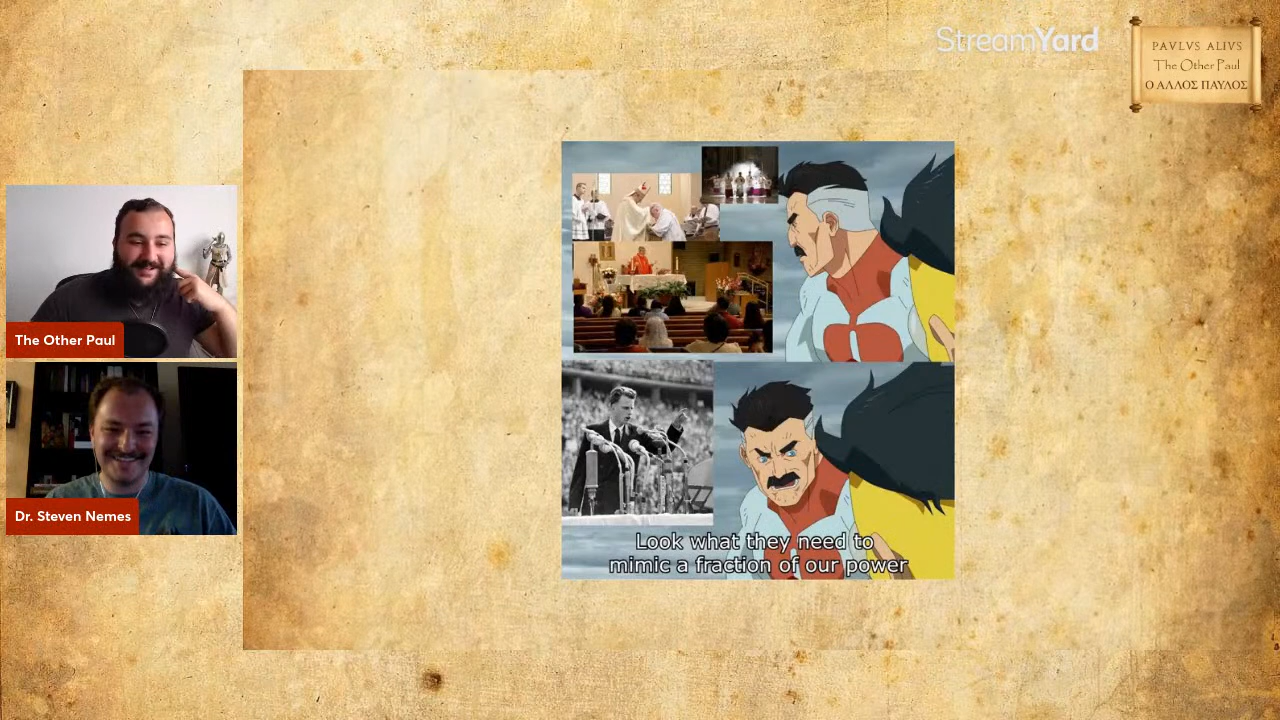 StreamYard
PAVLVS ALIVS
The Other Paul
Ο ΑΛΛΟΣ ΠΑΥΛΟΣ
The Other Paul
Dr. Steven Nemes
Look what they need to
mimic a fraction of our power